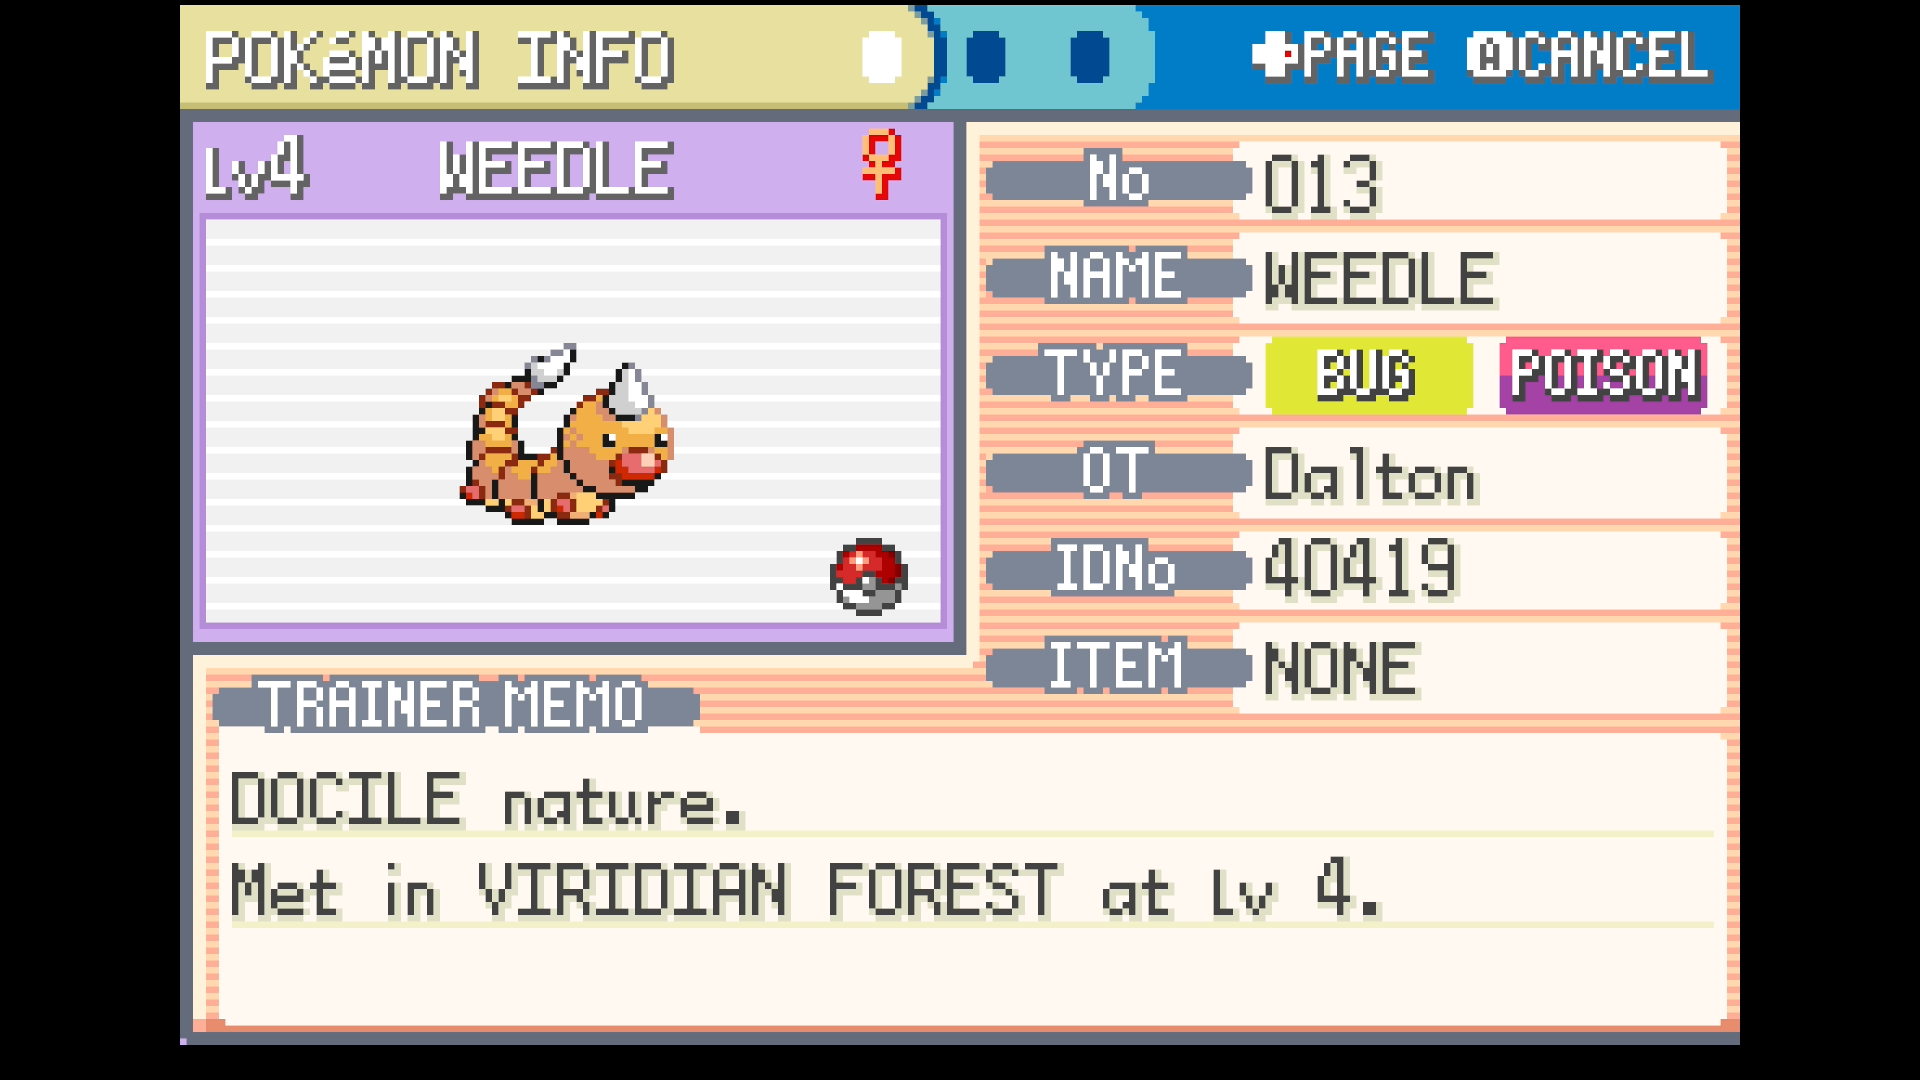 POKéMON INFO
PAGE A CANCEL
Lv4 WEEDLE ♀
No 013
NAME WEEDLE
TYPE BUG POISON
OT Dalton
IDNo 40419
ITEM NONE
TRAINER MEMO
DOCILE nature.
Met in VIRIDIAN FOREST at Lv 4.